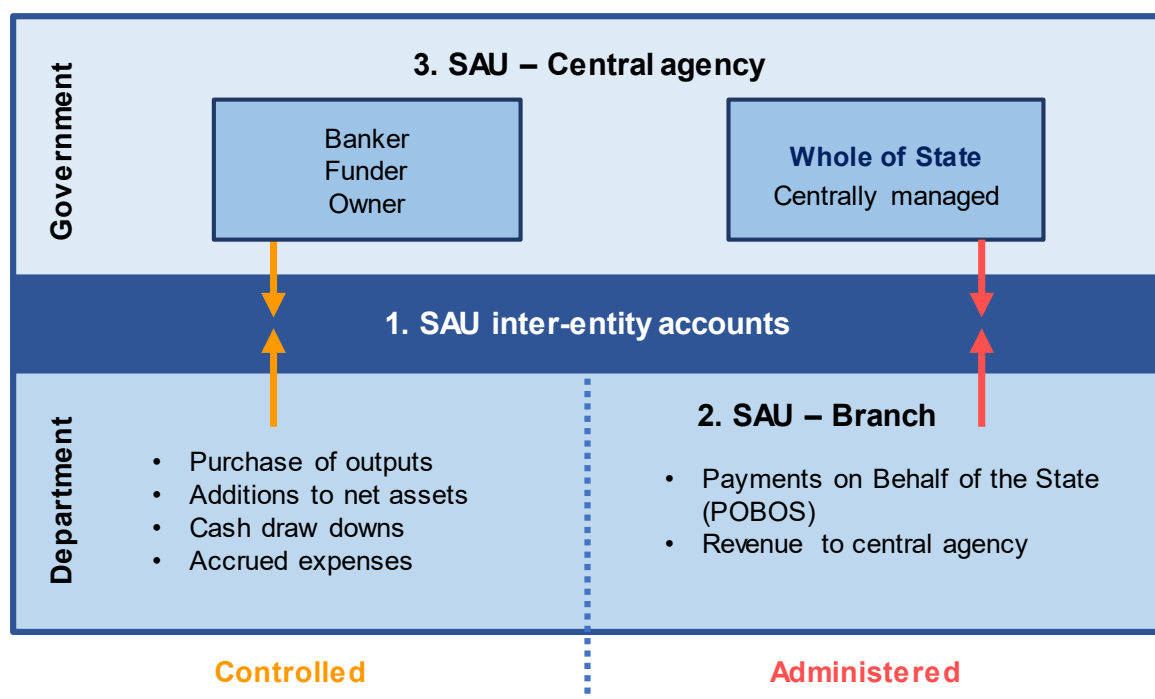 Government
3. SAU – Central agency
Banker
Funder
Owner
Whole of State
Centrally managed
1. SAU inter-entity accounts
Department
• Purchase of outputs
• Additions to net assets
• Cash draw downs
• Accrued expenses
2. SAU – Branch
• Payments on Behalf of the State
(POBOS)
• Revenue to central agency
Controlled
Administered